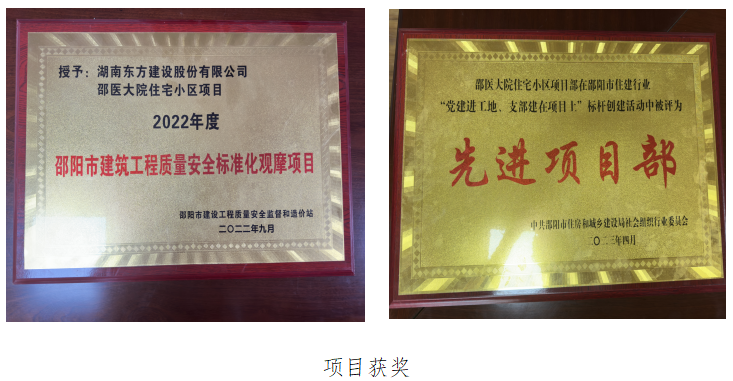 授予：湖南东方建设股份有限公司
邵医大院住宅小区项目
2022年度
邵阳市建筑工程质量安全标准化观摩项目
邵阳市建设工程质量安全监督和造价站
二〇二二年九月
邵医大院住宅小区项目部在邵阳市住建行业
“党建进工地、支部建在项目上”标杆创建活动中被评为
先进项目部
中共邵阳市住房和城乡建设局社会组织行业委员会
二〇二三年四月
项目获奖